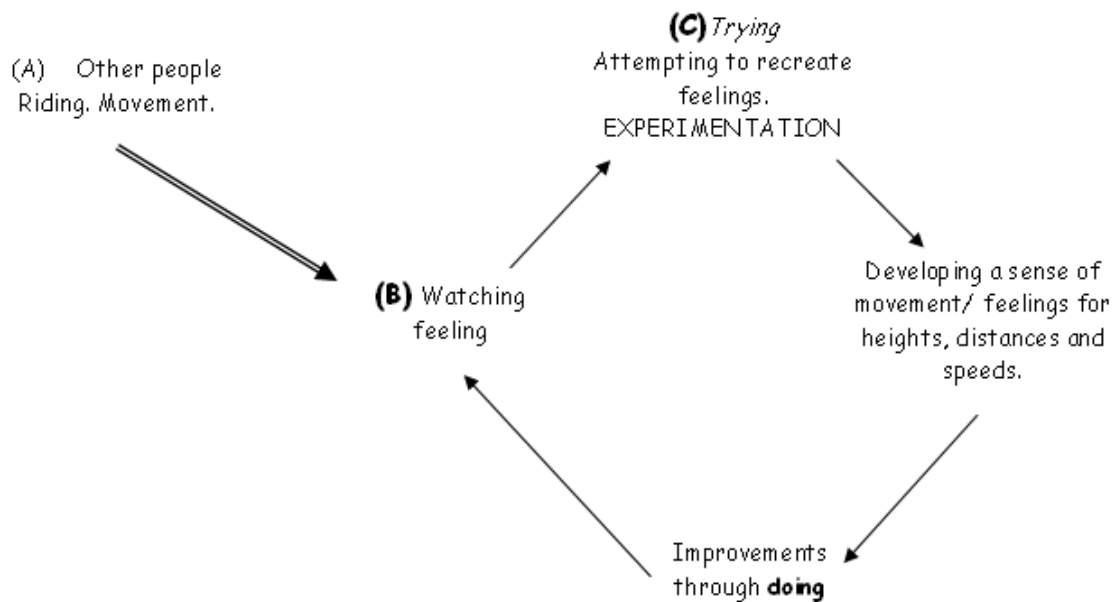 (C) Trying
Attempting to recreate
feelings.
EXPERIMENTATION
(A) Other people
Riding. Movement.
(B) Watching
feeling
Developing a sense of
movement/ feelings for
heights, distances and
speeds.
Improvements
through doing